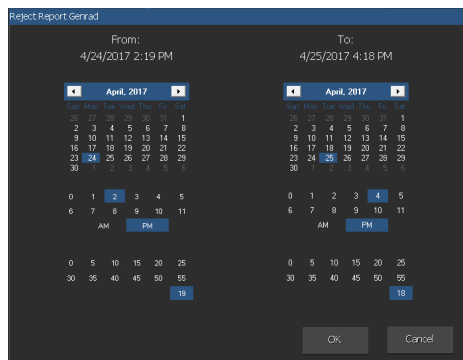 Reject Report Genrad
From:
To:
4/24/2017 2:19 PM
4/25/2017 4:18 PM
April, 2017
Sun Mon Tue Wed Thu Fri Sat
26 27 28 29 30 31 1
2 3 4 5 6 7 8
9 10 11 12 13 14 15
16 17 18 19 20 21 22
23 24 25 26 27 28 29
30 1 2 3 4 5 6
0 1 2 3 4 5
6 7 8 9 10 11
AM PM
0 5 10 15 20 25
30 35 40 45 50 55
19
April, 2017
Sun Mon Tue Wed Thu Fri Sat
26 27 28 29 30 31 1
2 3 4 5 6 7 8
9 10 11 12 13 14 15
16 17 18 19 20 21 22
23 24 25 26 27 28 29
30 1 2 3 4 5 6
0 1 2 3 4 5
6 7 8 9 10 11
AM PM
0 5 10 15 20 25
30 35 40 45 50 55
18
OK
Cancel